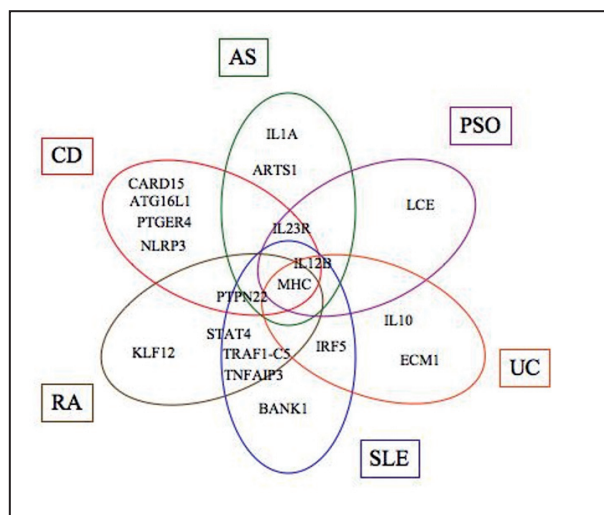 AS
IL1A
ARTS1
PSO
LCE
CD
CARD15
ATG16L1
PTGER4
NLRP3
IL23R
IL12B
MHC
PTPN22
STAT4
TRAF1-C5
TNFAIP3
KLF12
RA
IRF5
IL10
ECM1
UC
BANK1
SLE